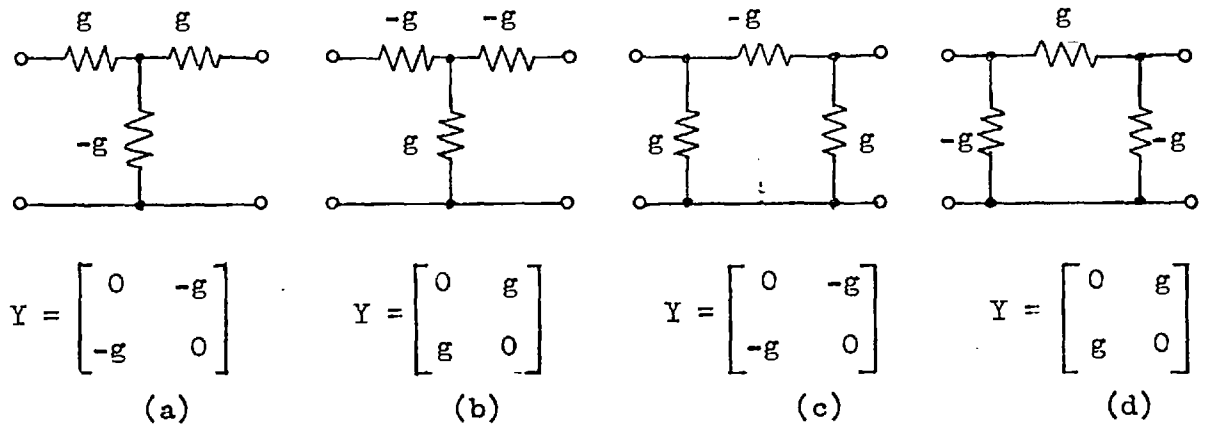 g g -g -g -g g
-g g g g -g -g
Y = [ 0 -g ; -g 0 ] Y = [ 0 g ; g 0 ] Y = [ 0 -g ; -g 0 ] Y = [ 0 g ; g 0 ]
(a) (b) (c) (d)